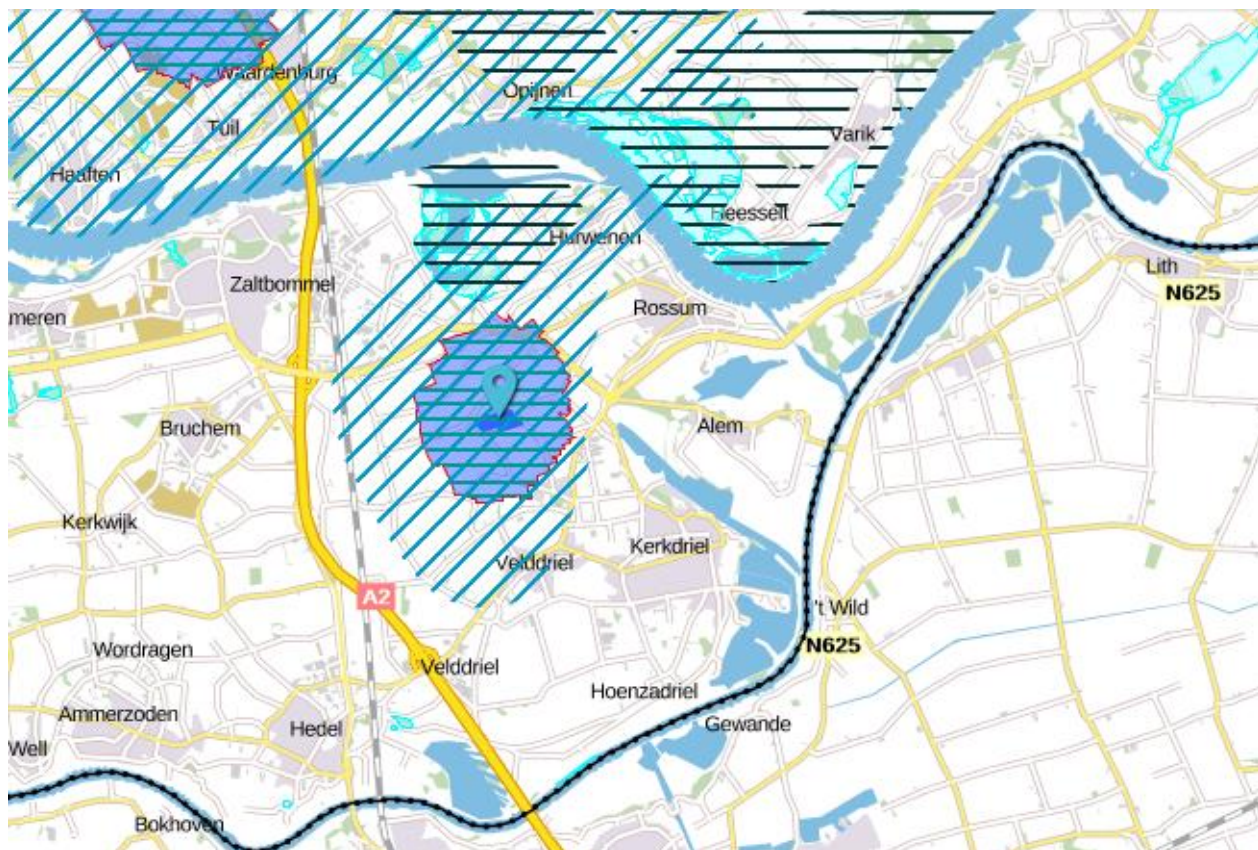 Waardenburg
Opijnen
Tuil
Varik
Haaften
Heesselt
Hurwenen
Lith
Zaltbommel
N625
Rossum
ameren
Bruchem
Alem
Kerkwijk
Kerkdriel
Velddriel
A2
't Wild
N625
Wordragen
Velddriel
Hoenzadriel
Ammerzoden
Gewande
Hedel
Well
Bokhoven